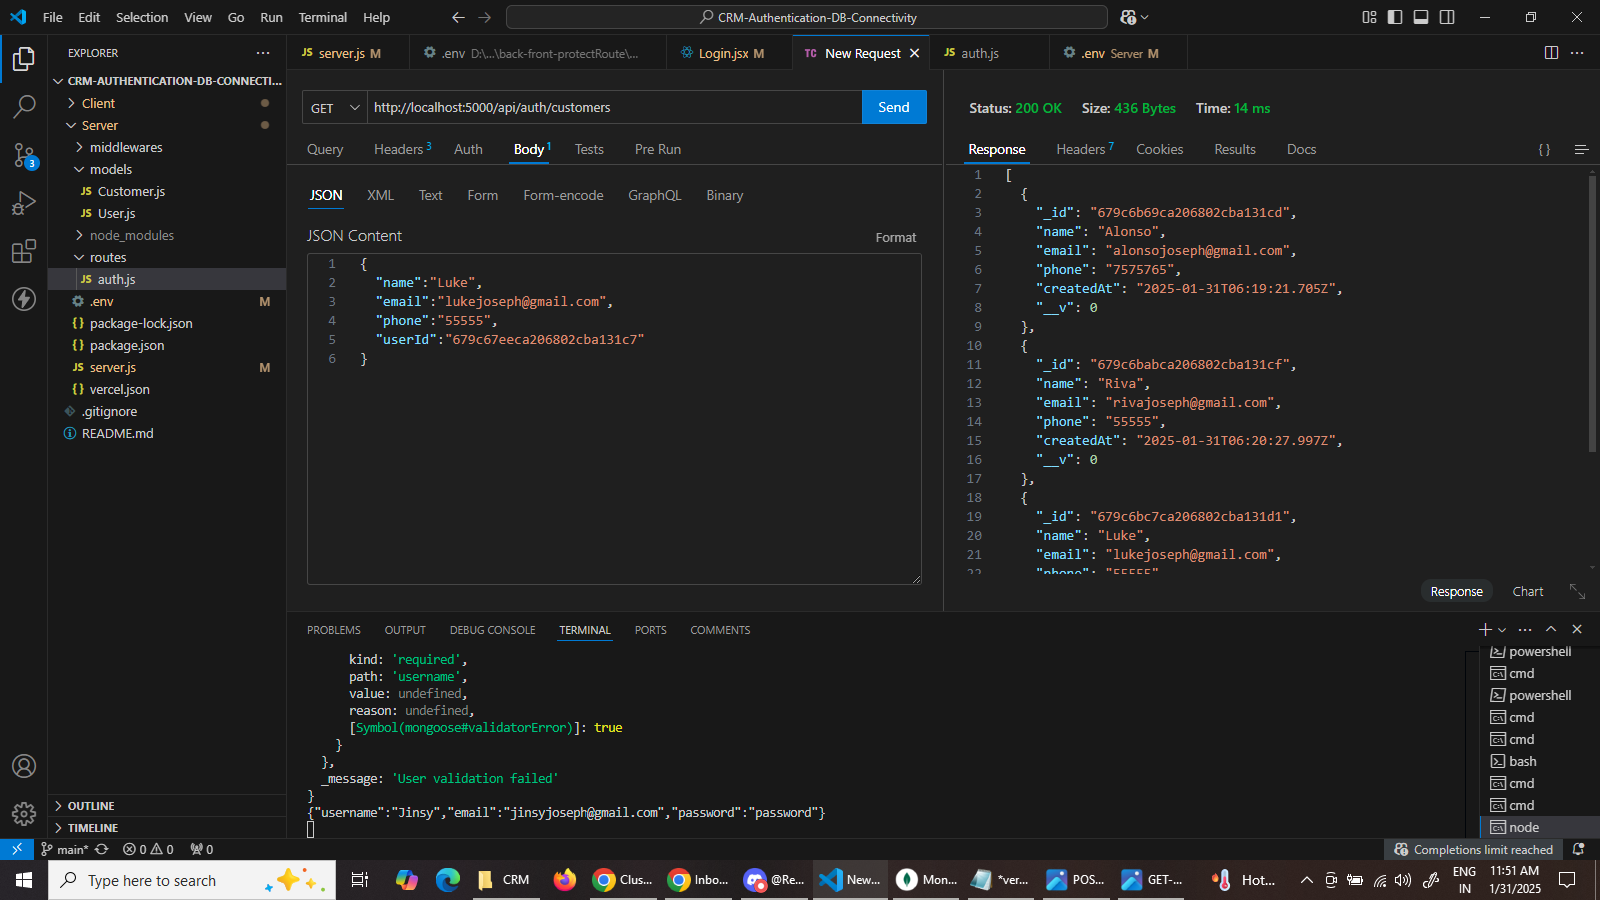 File Edit Selection View Go Run Terminal Help
CRM-Authentication-DB-Connectivity
EXPLORER
CRM-AUTHENTICATION-DB-CONNECTI...
Client
Server
middlewares
models
JS Customer.js
JS User.js
node_modules
routes
JS auth.js
.env M
{} package-lock.json
{} package.json
JS server.js M
{} vercel.json
.gitignore
README.md
OUTLINE
TIMELINE
3
JS server.js M
.env D:\...\back-front-protectRoute\...
Login.jsx M
TC New Request
JS auth.js
.env Server M
GET http://localhost:5000/api/auth/customers Send
Query Headers 3 Auth Body 1 Tests Pre Run
JSON XML Text Form Form-encode GraphQL Binary
JSON Content Format
1 {
2 "name":"Luke",
3 "email":"lukejoseph@gmail.com",
4 "phone":"55555",
5 "userId":"679c67eeca206802cba131c7"
6 }
Status: 200 OK Size: 436 Bytes Time: 14 ms
Response Headers 7 Cookies Results Docs { }
1 [
2 {
3 "_id": "679c6b69ca206802cba131cd",
4 "name": "Alonso",
5 "email": "alonsojoseph@gmail.com",
6 "phone": "7575765",
7 "createdAt": "2025-01-31T06:19:21.705Z",
8 "__v": 0
9 },
10 {
11 "_id": "679c6babca206802cba131cf",
12 "name": "Riva",
13 "email": "rivajoseph@gmail.com",
14 "phone": "55555",
15 "createdAt": "2025-01-31T06:20:27.997Z",
16 "__v": 0
17 },
18 {
19 "_id": "679c6bc7ca206802cba131d1",
20 "name": "Luke",
21 "email": "lukejoseph@gmail.com",
22 "phone": "55555"
Response Chart
PROBLEMS OUTPUT DEBUG CONSOLE TERMINAL PORTS COMMENTS
kind: 'required',
path: 'username',
value: undefined,
reason: undefined,
[Symbol(mongoose#validatorError)]: true
}
},
_message: 'User validation failed'
}
{"username":"Jinsy","email":"jinsyjoseph@gmail.com","password":"password"}
powershell
cmd
powershell
cmd
cmd
bash
cmd
cmd
node
main* 0 0 0 Completions limit reached
Type here to search
CRM Clus... Inbo... @Re... New... Mon... *ver... POS... GET-... Hot...
ENG
IN
11:51 AM
1/31/2025